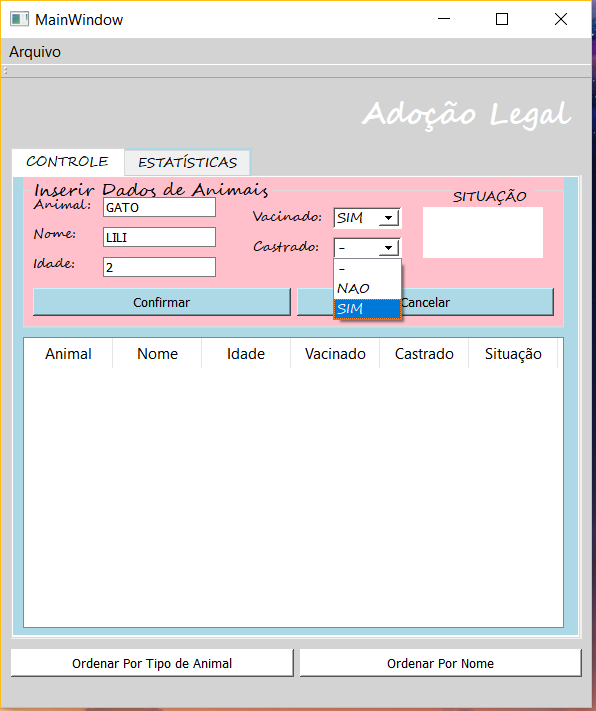 MainWindow
Arquivo
Adoção Legal
CONTROLE ESTATÍSTICAS
Inserir Dados de Animais
SITUAÇÃO
Animal: GATO
Vacinado: SIM
Nome: LILI
Castrado: -
-
Idade: 2
NAO
SIM
Confirmar Cancelar
Animal Nome Idade Vacinado Castrado Situação
Ordenar Por Tipo de Animal Ordenar Por Nome